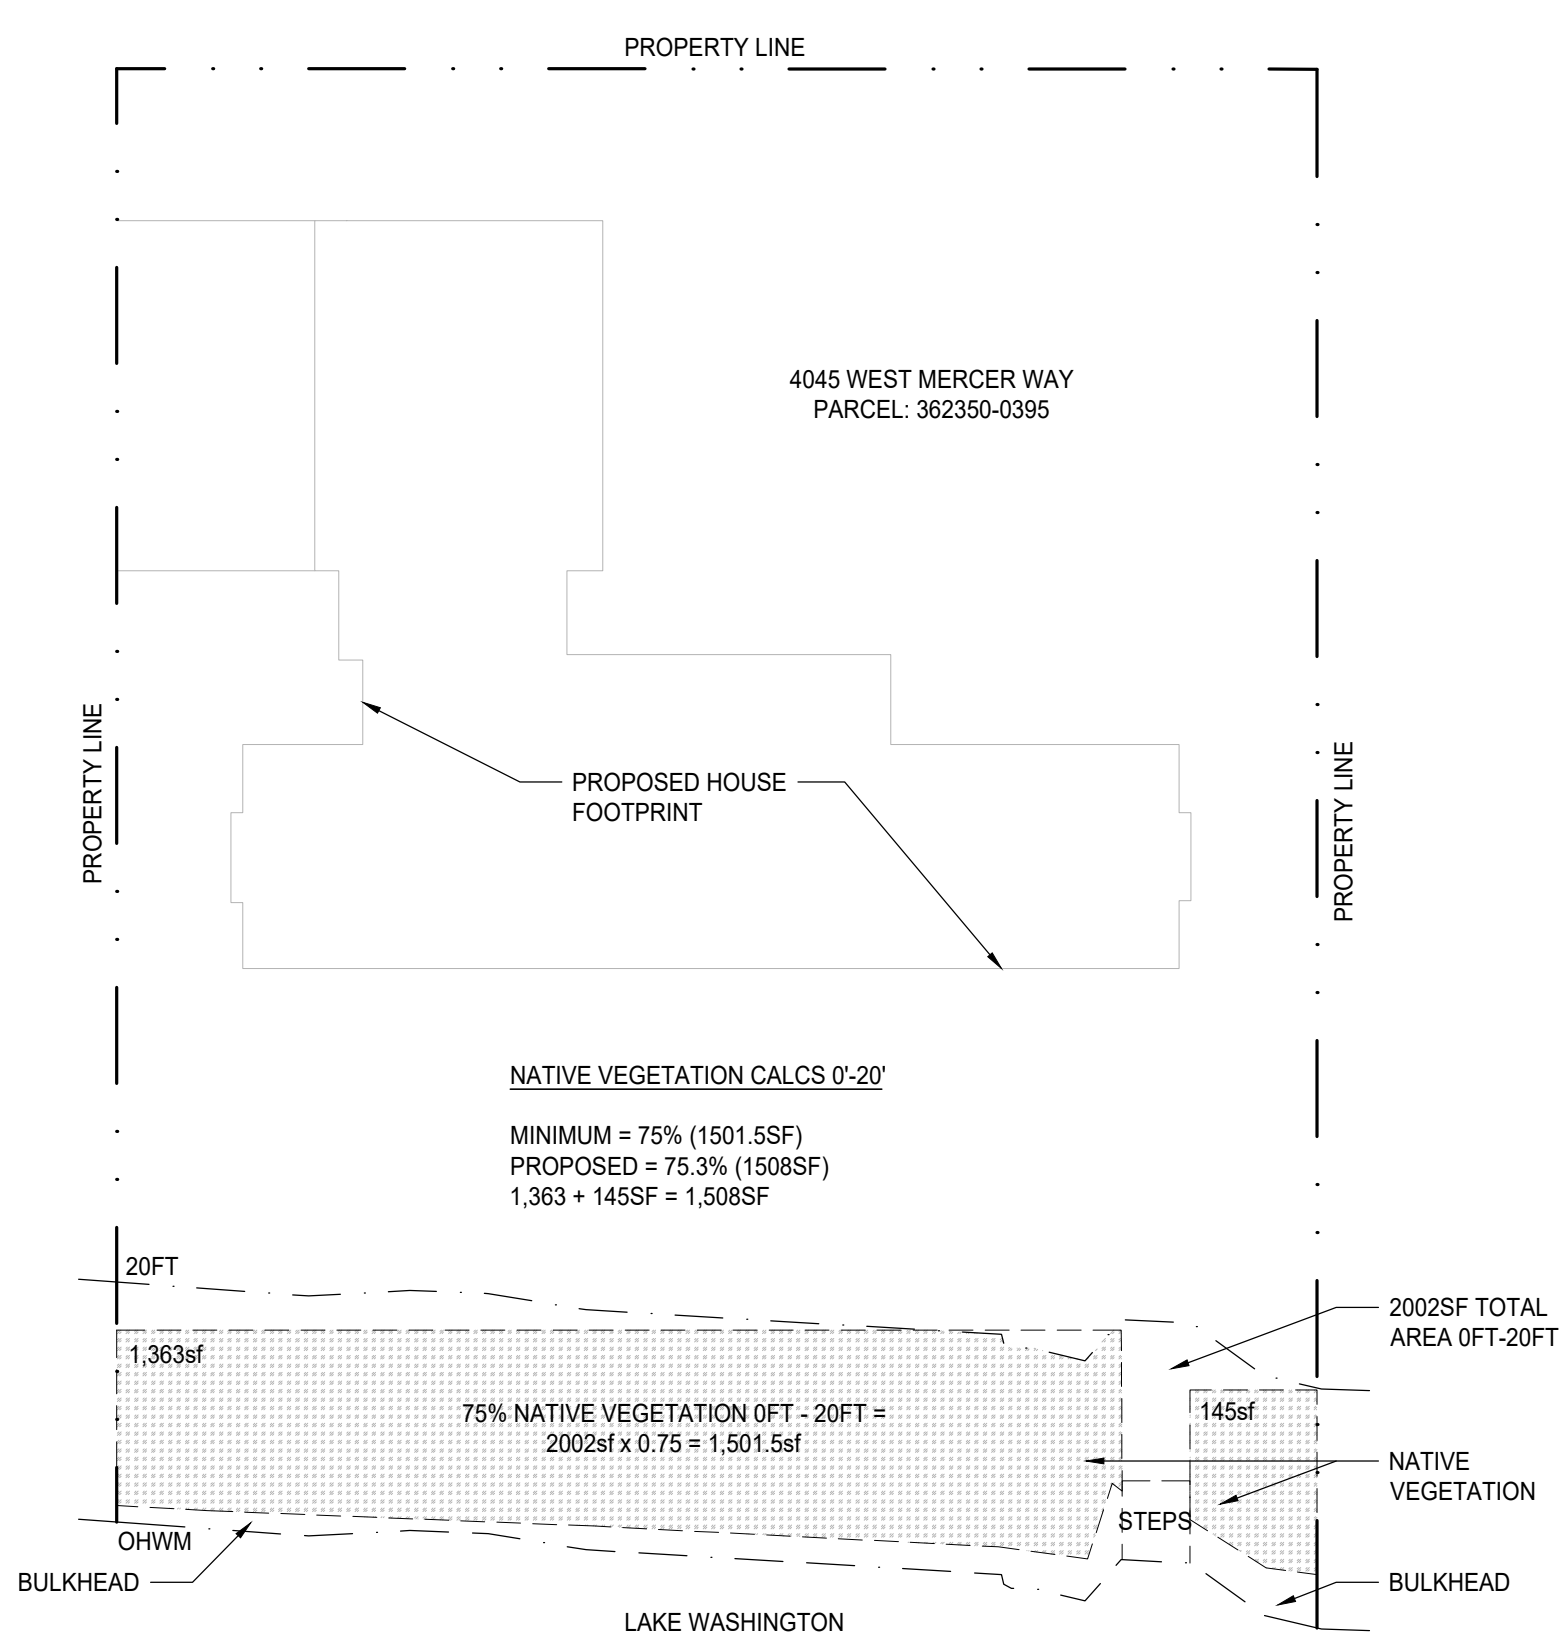 PROPERTY LINE
4045 WEST MERCER WAY
PARCEL: 362350-0395
PROPERTY LINE
PROPERTY LINE
PROPOSED HOUSE
FOOTPRINT
NATIVE VEGETATION CALCS 0'-20'
MINIMUM = 75% (1501.5SF)
PROPOSED = 75.3% (1508SF)
1,363 + 145SF = 1,508SF
20FT
2002SF TOTAL
AREA 0FT-20FT
1,363sf
75% NATIVE VEGETATION 0FT - 20FT =
2002sf x 0.75 = 1,501.5sf
145sf
NATIVE
VEGETATION
STEPS
OHWM
BULKHEAD
BULKHEAD
LAKE WASHINGTON